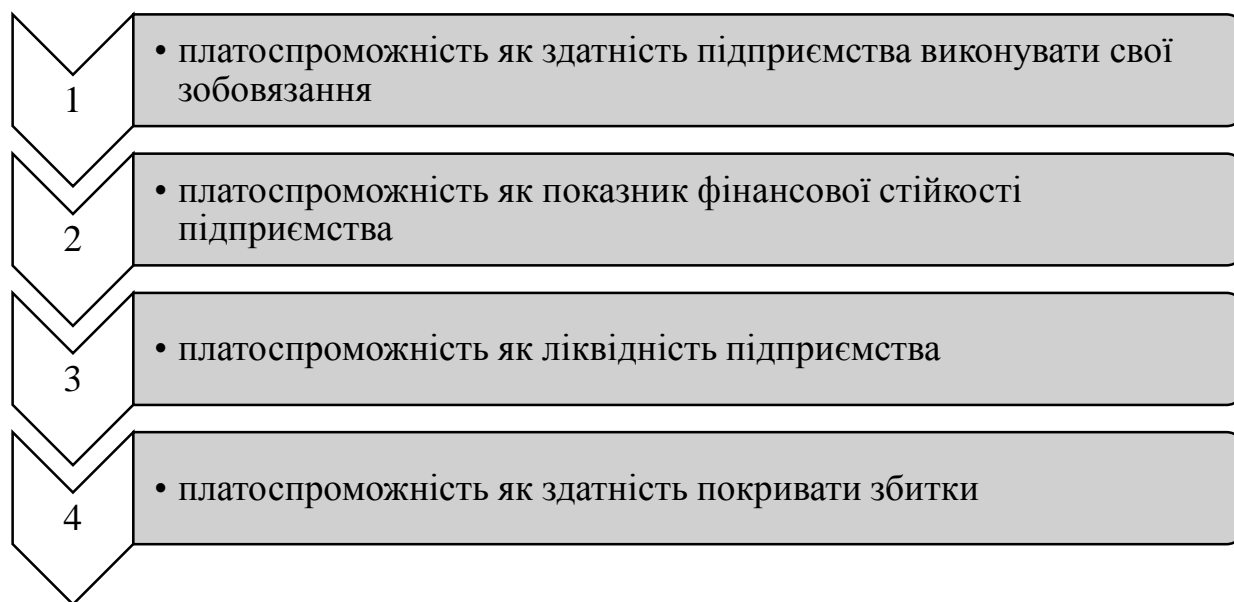 1
• платоспроможність як здатність підприємства виконувати свої
зобовязання
2
• платоспроможність як показник фінансової стійкості
підприємства
3
• платоспроможність як ліквідність підприємства
4
• платоспроможність як здатність покривати збитки